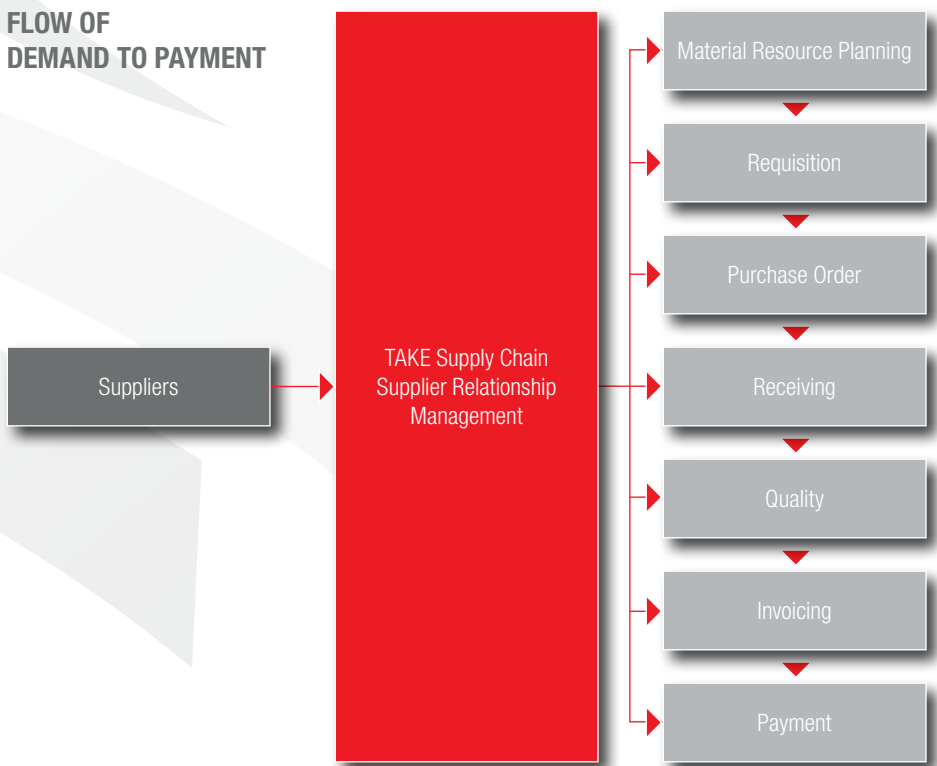 FLOW OF
DEMAND TO PAYMENT
Suppliers
TAKE Supply Chain
Supplier Relationship
Management
Material Resource Planning
Requisition
Purchase Order
Receiving
Quality
Invoicing
Payment